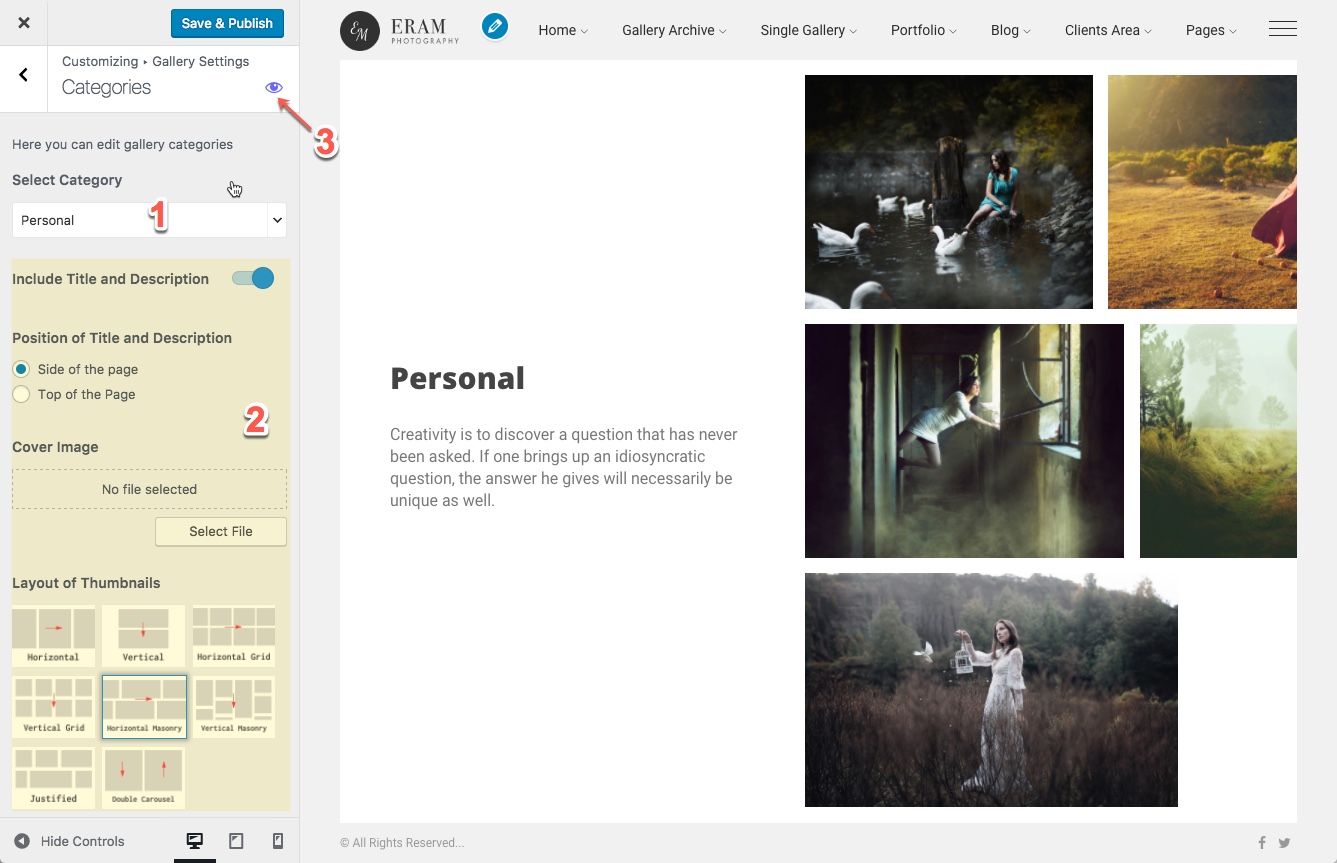 Save & Publish
Customizing ▸ Gallery Settings
Categories
3
Here you can edit gallery categories
Select Category
Personal
1
Include Title and Description
Position of Title and Description
Side of the page
Top of the Page
2
Cover Image
No file selected
Select File
Layout of Thumbnails
Horizontal
Vertical
Horizontal Grid
Vertical Grid
Horizontal Masonry
Vertical Masonry
Justified
Double Carousel
Hide Controls
EM
ERAM
PHOTOGRAPHY
Home
Gallery Archive
Single Gallery
Portfolio
Blog
Clients Area
Pages
Personal
Creativity is to discover a question that has never
been asked. If one brings up an idiosyncratic
question, the answer he gives will necessarily be
unique as well.
© All Rights Reserved...